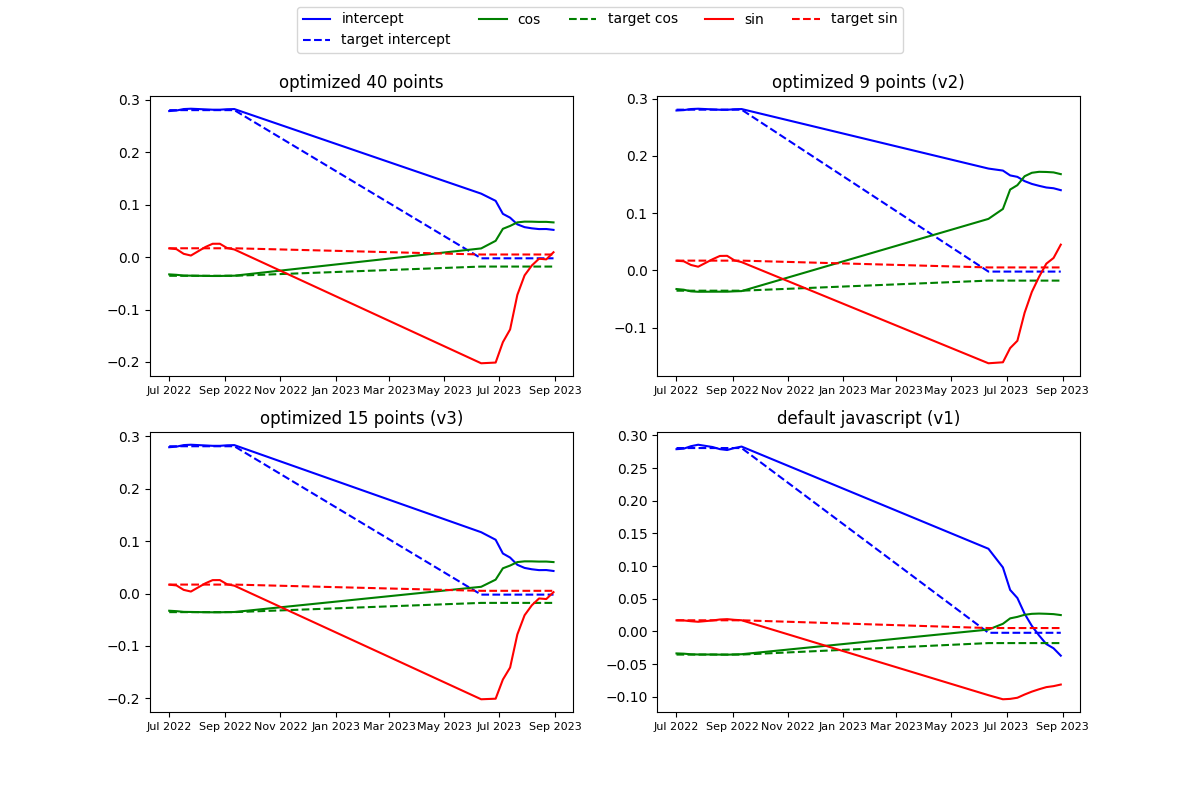 intercept cos target cos sin target sin
target intercept
optimized 40 points
0.3
0.2
0.1
0.0
−0.1
−0.2
Jul 2022 Sep 2022 Nov 2022 Jan 2023 Mar 2023 May 2023 Jul 2023 Sep 2023
optimized 9 points (v2)
0.3
0.2
0.1
0.0
−0.1
Jul 2022 Sep 2022 Nov 2022 Jan 2023 Mar 2023 May 2023 Jul 2023 Sep 2023
optimized 15 points (v3)
0.3
0.2
0.1
0.0
−0.1
−0.2
Jul 2022 Sep 2022 Nov 2022 Jan 2023 Mar 2023 May 2023 Jul 2023 Sep 2023
default javascript (v1)
0.30
0.25
0.20
0.15
0.10
0.05
0.00
−0.05
−0.10
Jul 2022 Sep 2022 Nov 2022 Jan 2023 Mar 2023 May 2023 Jul 2023 Sep 2023